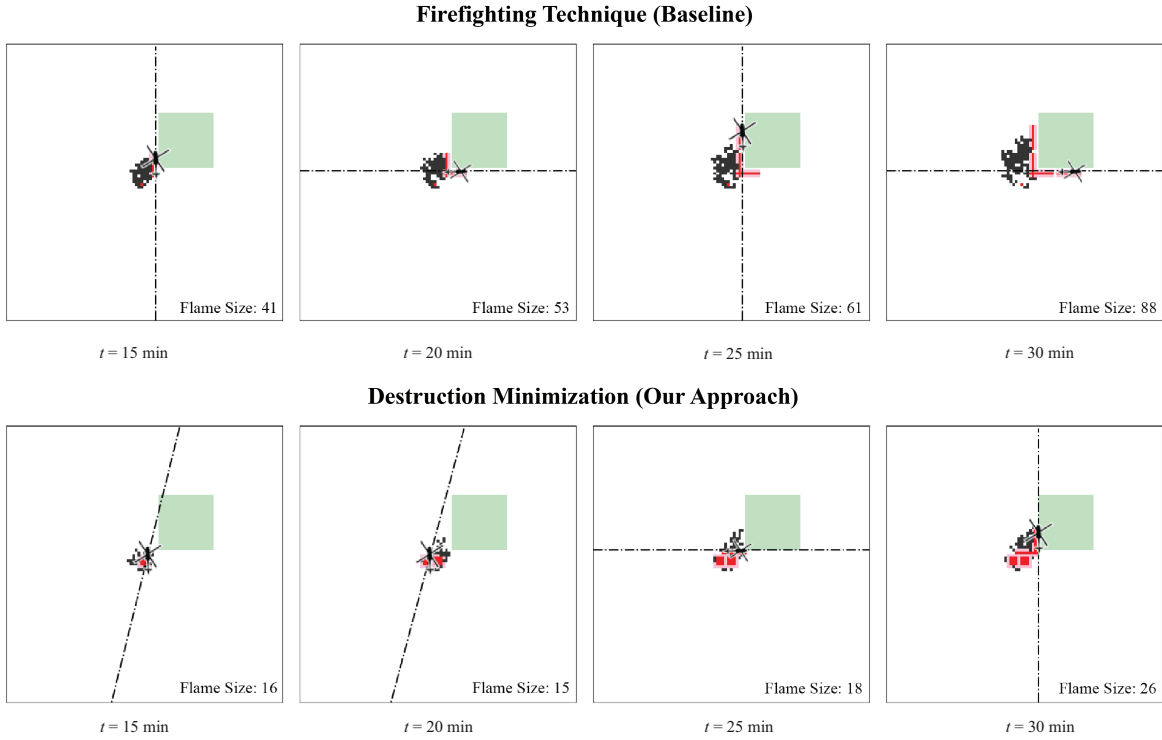 Firefighting Technique (Baseline)
Flame Size: 41
Flame Size: 53
Flame Size: 61
Flame Size: 88
t = 15 min
t = 20 min
t = 25 min
t = 30 min
Destruction Minimization (Our Approach)
Flame Size: 16
Flame Size: 15
Flame Size: 18
Flame Size: 26
t = 15 min
t = 20 min
t = 25 min
t = 30 min